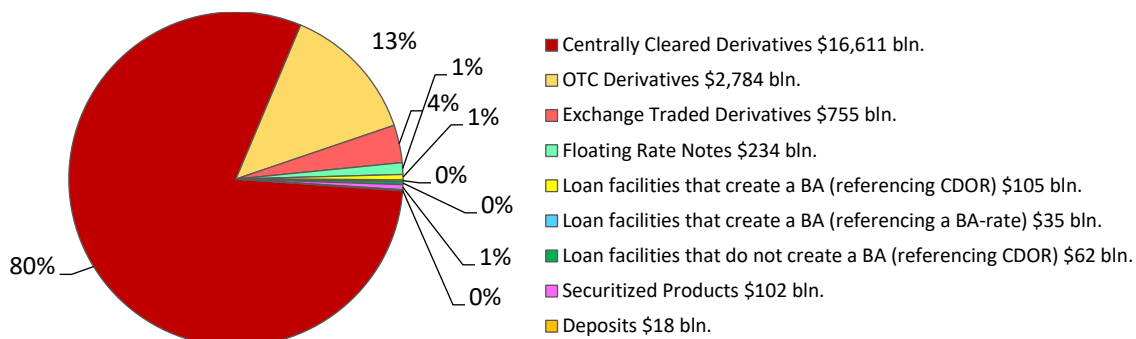 13%
1%
4%
1%
0%
0%
80%
1%
0%
Centrally Cleared Derivatives $16,611 bln.
OTC Derivatives $2,784 bln.
Exchange Traded Derivatives $755 bln.
Floating Rate Notes $234 bln.
Loan facilities that create a BA (referencing CDOR) $105 bln.
Loan facilities that create a BA (referencing a BA-rate) $35 bln.
Loan facilities that do not create a BA (referencing CDOR) $62 bln.
Securitized Products $102 bln.
Deposits $18 bln.